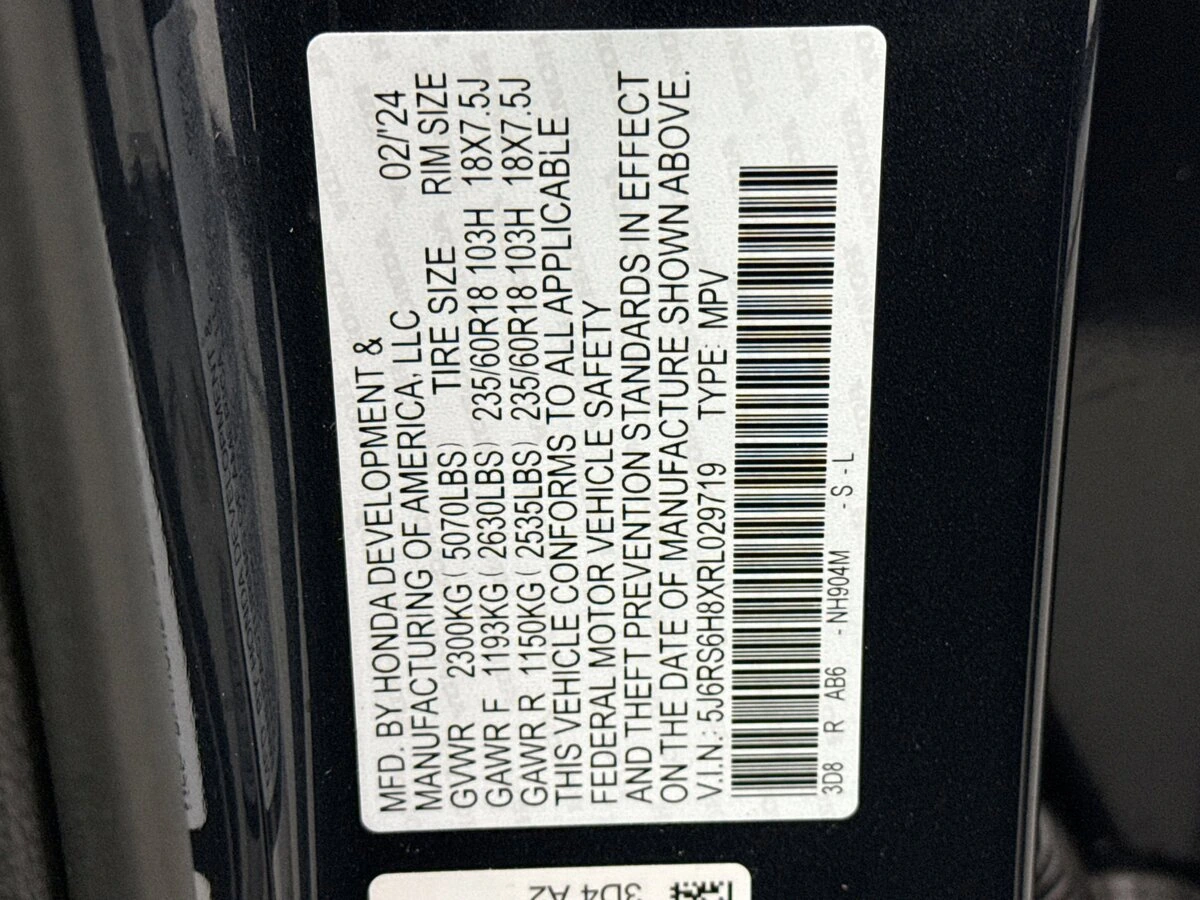 MFD. BY HONDA DEVELOPMENT &
MANUFACTURING OF AMERICA, LLC 02/'24
GVWR 2300KG ( 5070LBS) TIRE SIZE RIM SIZE
GAWR F 1193KG ( 2630LBS) 235/60R18 103H 18X7.5J
GAWR R 1150KG ( 2535LBS) 235/60R18 103H 18X7.5J
THIS VEHICLE CONFORMS TO ALL APPLICABLE
FEDERAL MOTOR VEHICLE SAFETY
AND THEFT PREVENTION STANDARDS IN EFFECT
ON THE DATE OF MANUFACTURE SHOWN ABOVE.
V.I.N.: 5J6RS6H8XRL029719 TYPE: MPV
3D8 R AB6 - NH904M - S - L
3D4 AZ